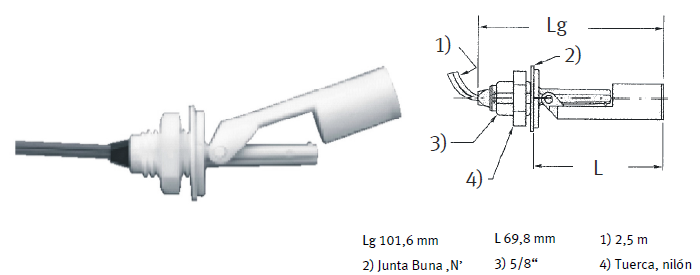 Lg
1)
2)
3)
4)
L
Lg 101,6 mm L 69,8 mm 1) 2,5 m
2) Junta Buna ,N’ 3) 5/8“ 4) Tuerca, nilón